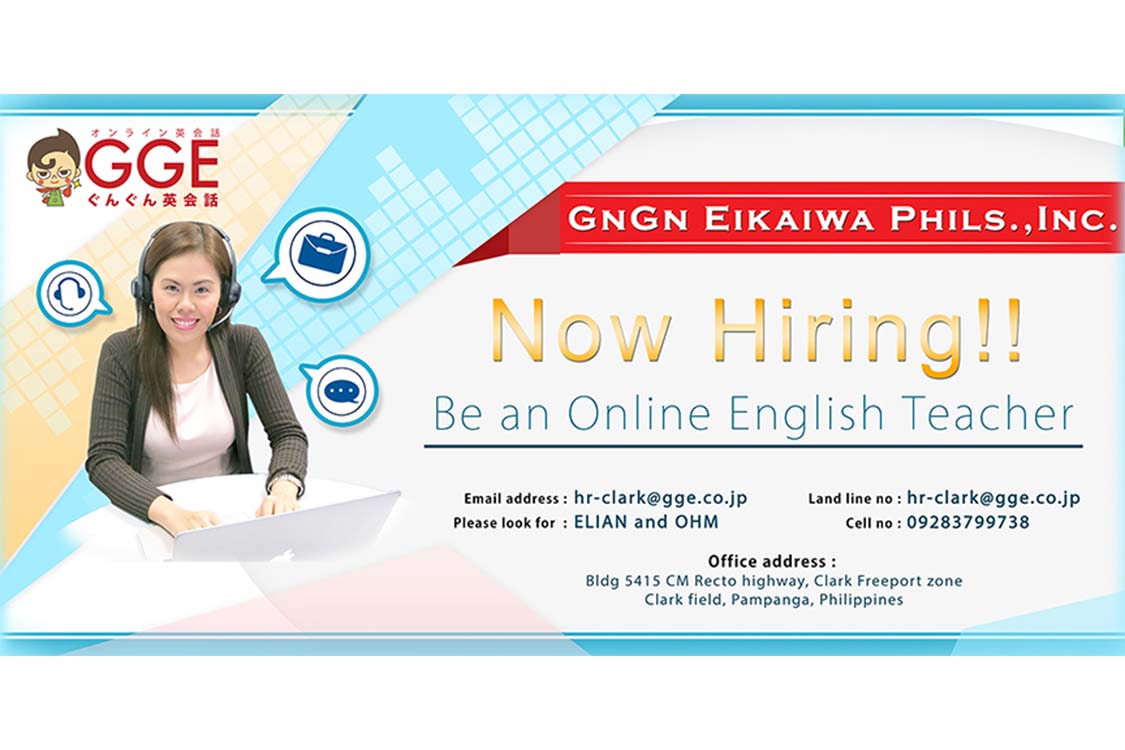 オンライン英会話
GGE
ぐんぐん英会話
GNGN EIKAIWA PHILS.,INC.
Now Hiring!!
Be an Online English Teacher
Email address : hr-clark@gge.co.jp
Please look for : ELIAN and OHM
Land line no : hr-clark@gge.co.jp
Cell no : 09283799738
Office address :
Bldg 5415 CM Recto highway, Clark Freeport zone
Clark field, Pampanga, Philippines